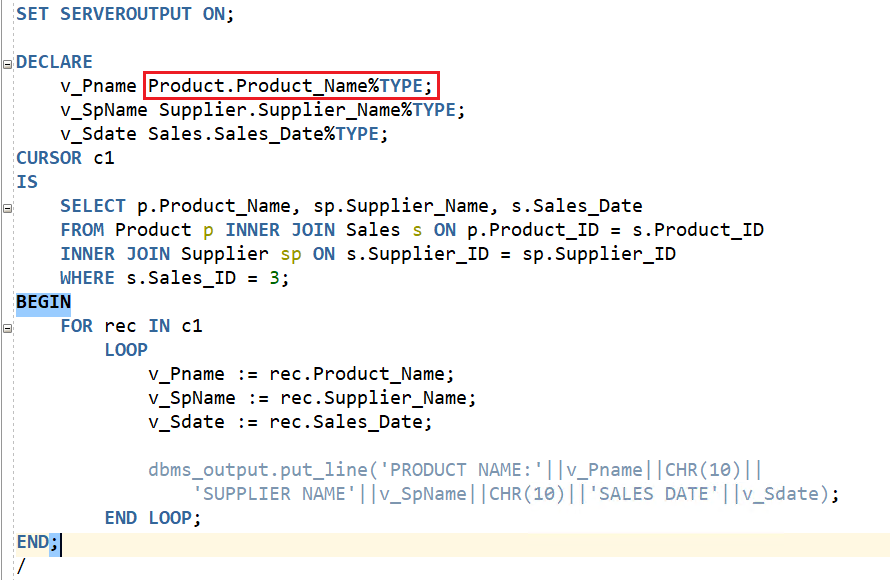 SET SERVEROUTPUT ON;
DECLARE
v_Pname Product.Product_Name%TYPE;
v_SpName Supplier.Supplier_Name%TYPE;
v_Sdate Sales.Sales_Date%TYPE;
CURSOR c1
IS
SELECT p.Product_Name, sp.Supplier_Name, s.Sales_Date
FROM Product p INNER JOIN Sales s ON p.Product_ID = s.Product_ID
INNER JOIN Supplier sp ON s.Supplier_ID = sp.Supplier_ID
WHERE s.Sales_ID = 3;
BEGIN
FOR rec IN c1
LOOP
v_Pname := rec.Product_Name;
v_SpName := rec.Supplier_Name;
v_Sdate := rec.Sales_Date;
dbms_output.put_line('PRODUCT NAME:'||v_Pname||CHR(10)||
'SUPPLIER NAME'||v_SpName||CHR(10)||'SALES DATE'||v_Sdate);
END LOOP;
END;
/